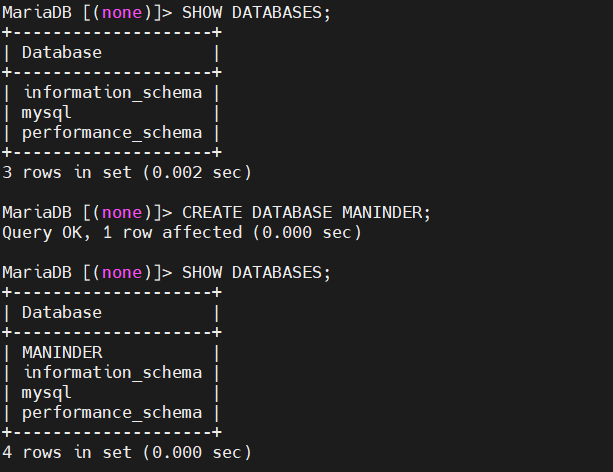 MariaDB [(none)]> SHOW DATABASES;
+--------------------+
| Database           |
+--------------------+
| information_schema |
| mysql              |
| performance_schema |
+--------------------+
3 rows in set (0.002 sec)

MariaDB [(none)]> CREATE DATABASE MANINDER;
Query OK, 1 row affected (0.000 sec)

MariaDB [(none)]> SHOW DATABASES;
+--------------------+
| Database           |
+--------------------+
| MANINDER           |
| information_schema |
| mysql              |
| performance_schema |
+--------------------+
4 rows in set (0.000 sec)